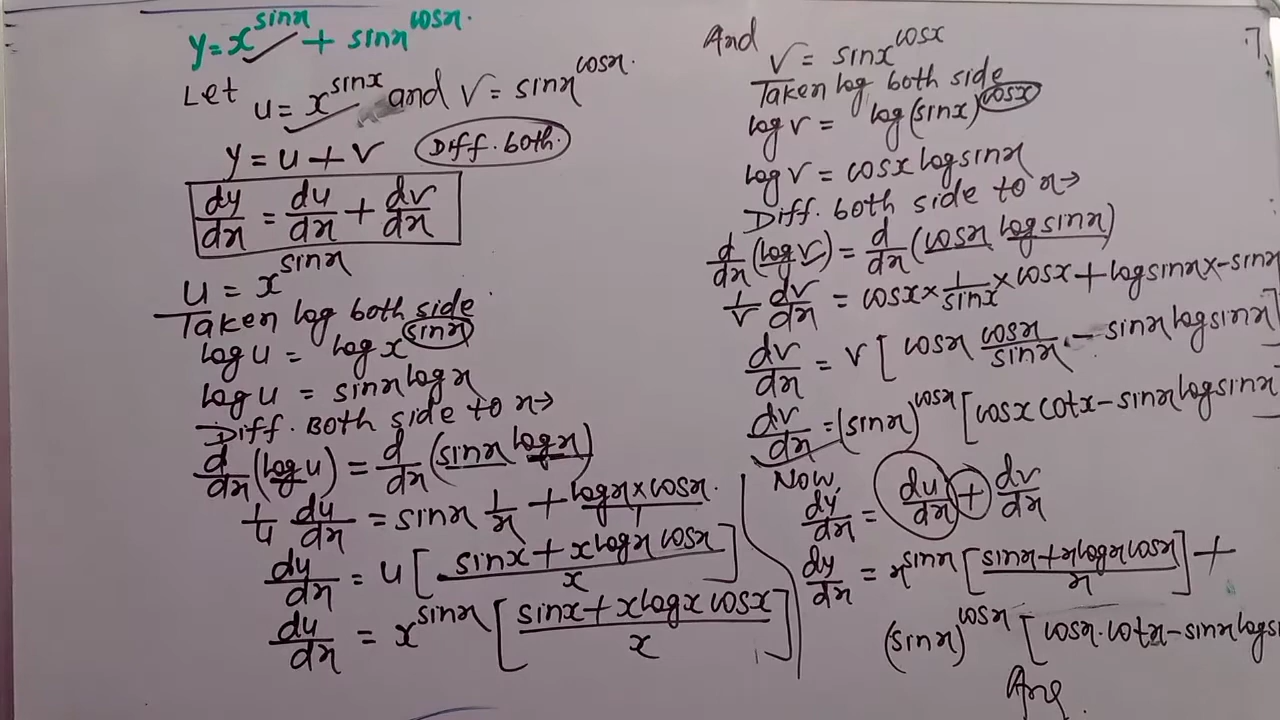 y = x^sinx + sinx^cosx.
Let u = x^sinx and v = sinx^cosx.
y = u + v Diff. both.
dy/dx = du/dx + dv/dx
u = x^sinx
Taken log both side
log u = log x^sinx
log u = sinx log x
Diff. Both side to x→
d/dx (log u) = d/dx (sinx log x)
1/u du/dx = sinx 1/x + log x × cosx.
du/dx = u [ sinx + x log x cosx / x ]
du/dx = x^sinx [ sinx + x log x cosx / x ]
And
v = sinx^cosx
Taken log both side
log v = log (sinx)^cosx
log v = cosx log sinx
Diff. both side to x→
d/dx (log v) = d/dx (cosx log sinx)
1/v dv/dx = cosx × 1/sinx × cosx + log sinx × - sinx
dv/dx = v [ cosx cosx/sinx - sinx log sinx ]
dv/dx = (sinx)^cosx [ cosx cotx - sinx log sinx ]
Now,
dy/dx = du/dx + dv/dx
dy/dx = x^sinx [ sinx + x log x cosx / x ] +
(sinx)^cosx [ cosx . cotx - sinx log si
Ans.